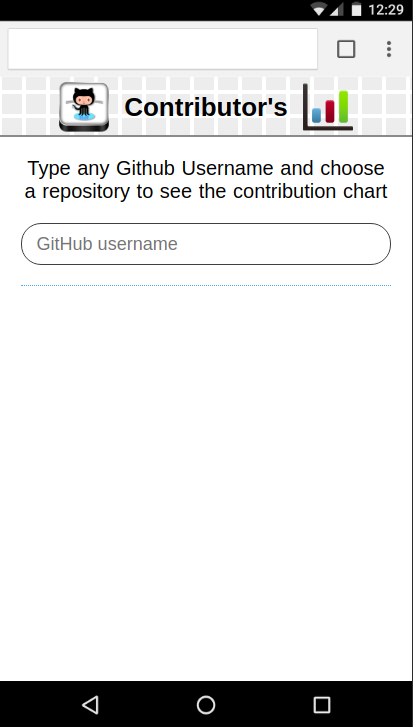 12:29
Contributor's
Type any Github Username and choose
a repository to see the contribution chart
GitHub username